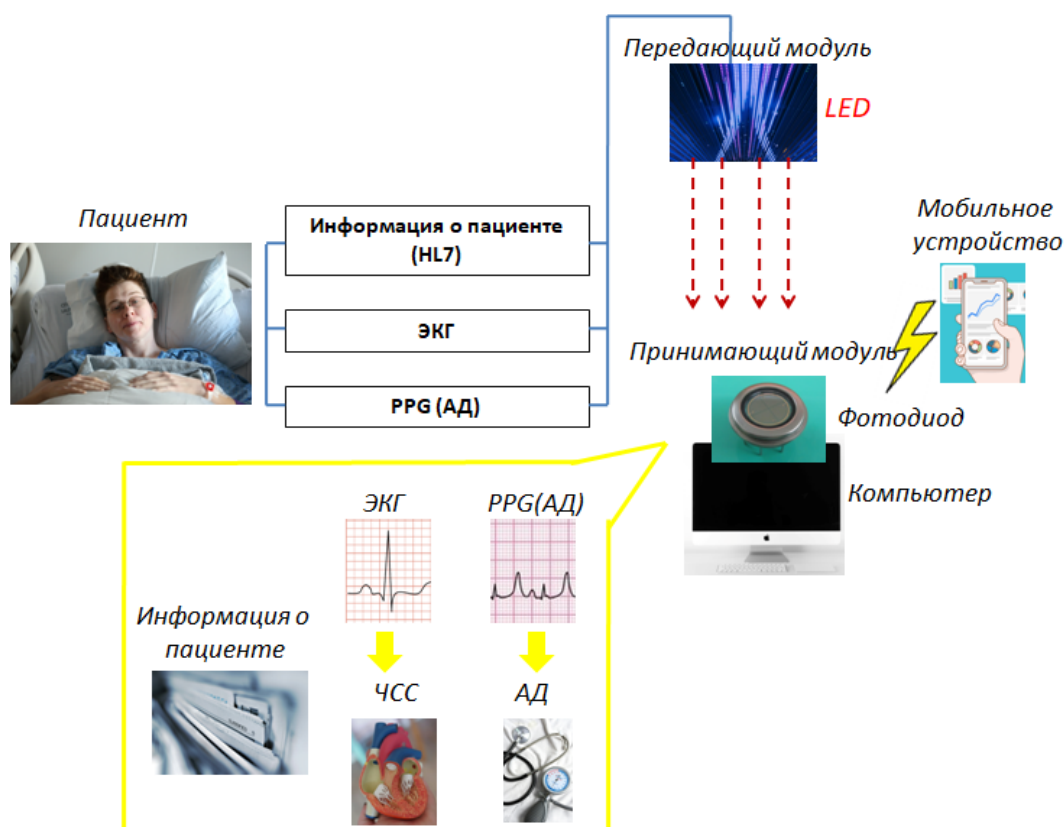 Передающий модуль
LED
Пациент
Информация о пациенте
(HL7)
ЭКГ
PPG (АД)
Мобильное
устройство
Принимающий модуль
Фотодиод
Компьютер
ЭКГ
PPG(АД)
Информация о
пациенте
ЧСС
АД